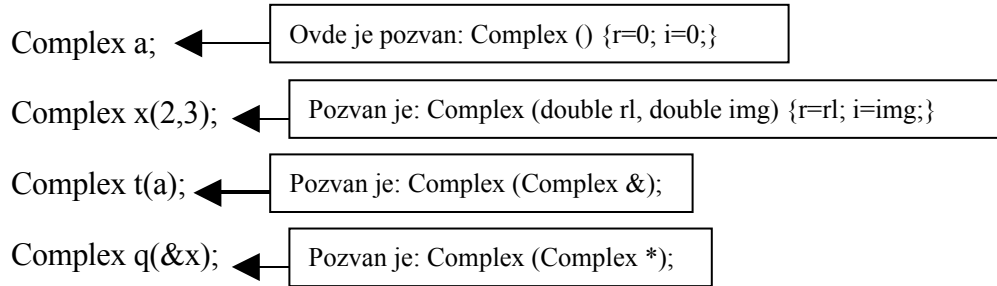 Complex a;
Ovde je pozvan: Complex () {r=0; i=0;}
Complex x(2,3);
Pozvan je: Complex (double rl, double img) {r=rl; i=img;}
Complex t(a);
Pozvan je: Complex (Complex &);
Complex q(&x);
Pozvan je: Complex (Complex *);